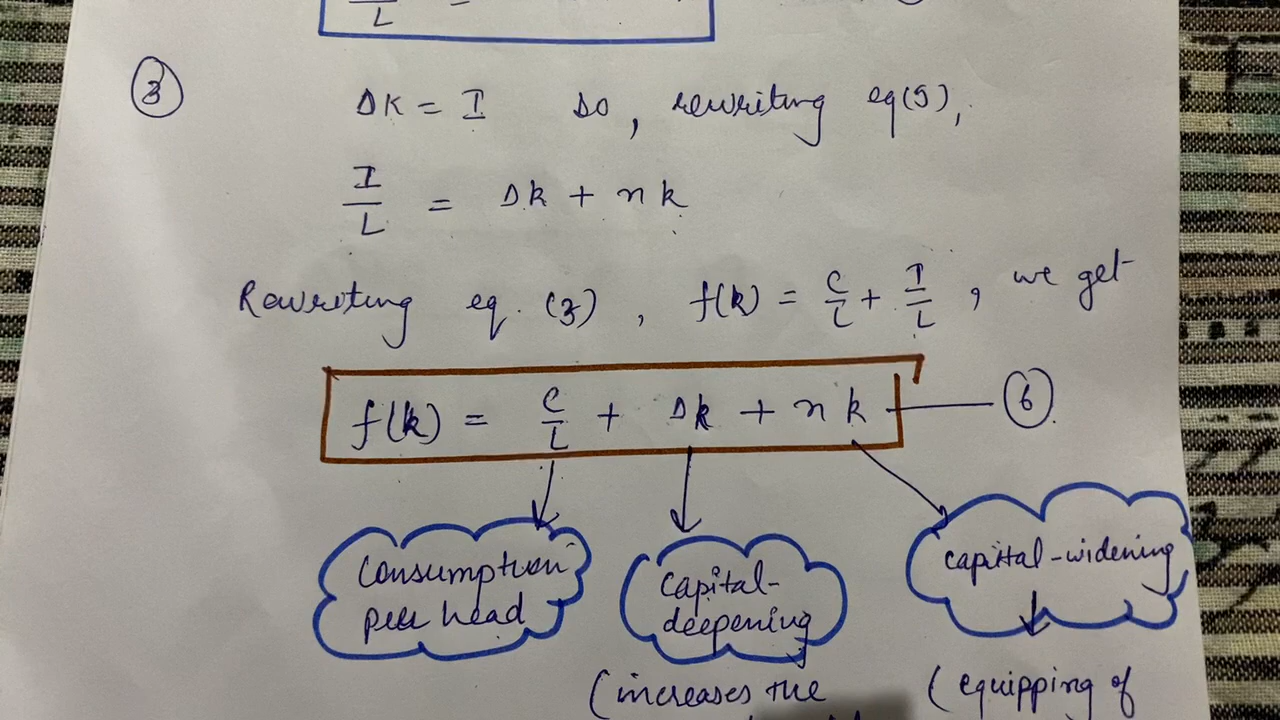 L
③ ΔK = I so, rewriting eq(5),
I/L = Δk + nk
Rewriting eq. (3), f(k) = C/L + I/L, we get
f(k) = C/L + Δk + nk — ⑥.
Consumption per head
Capital-deepening
capital-widening
(increases the
(equipping of